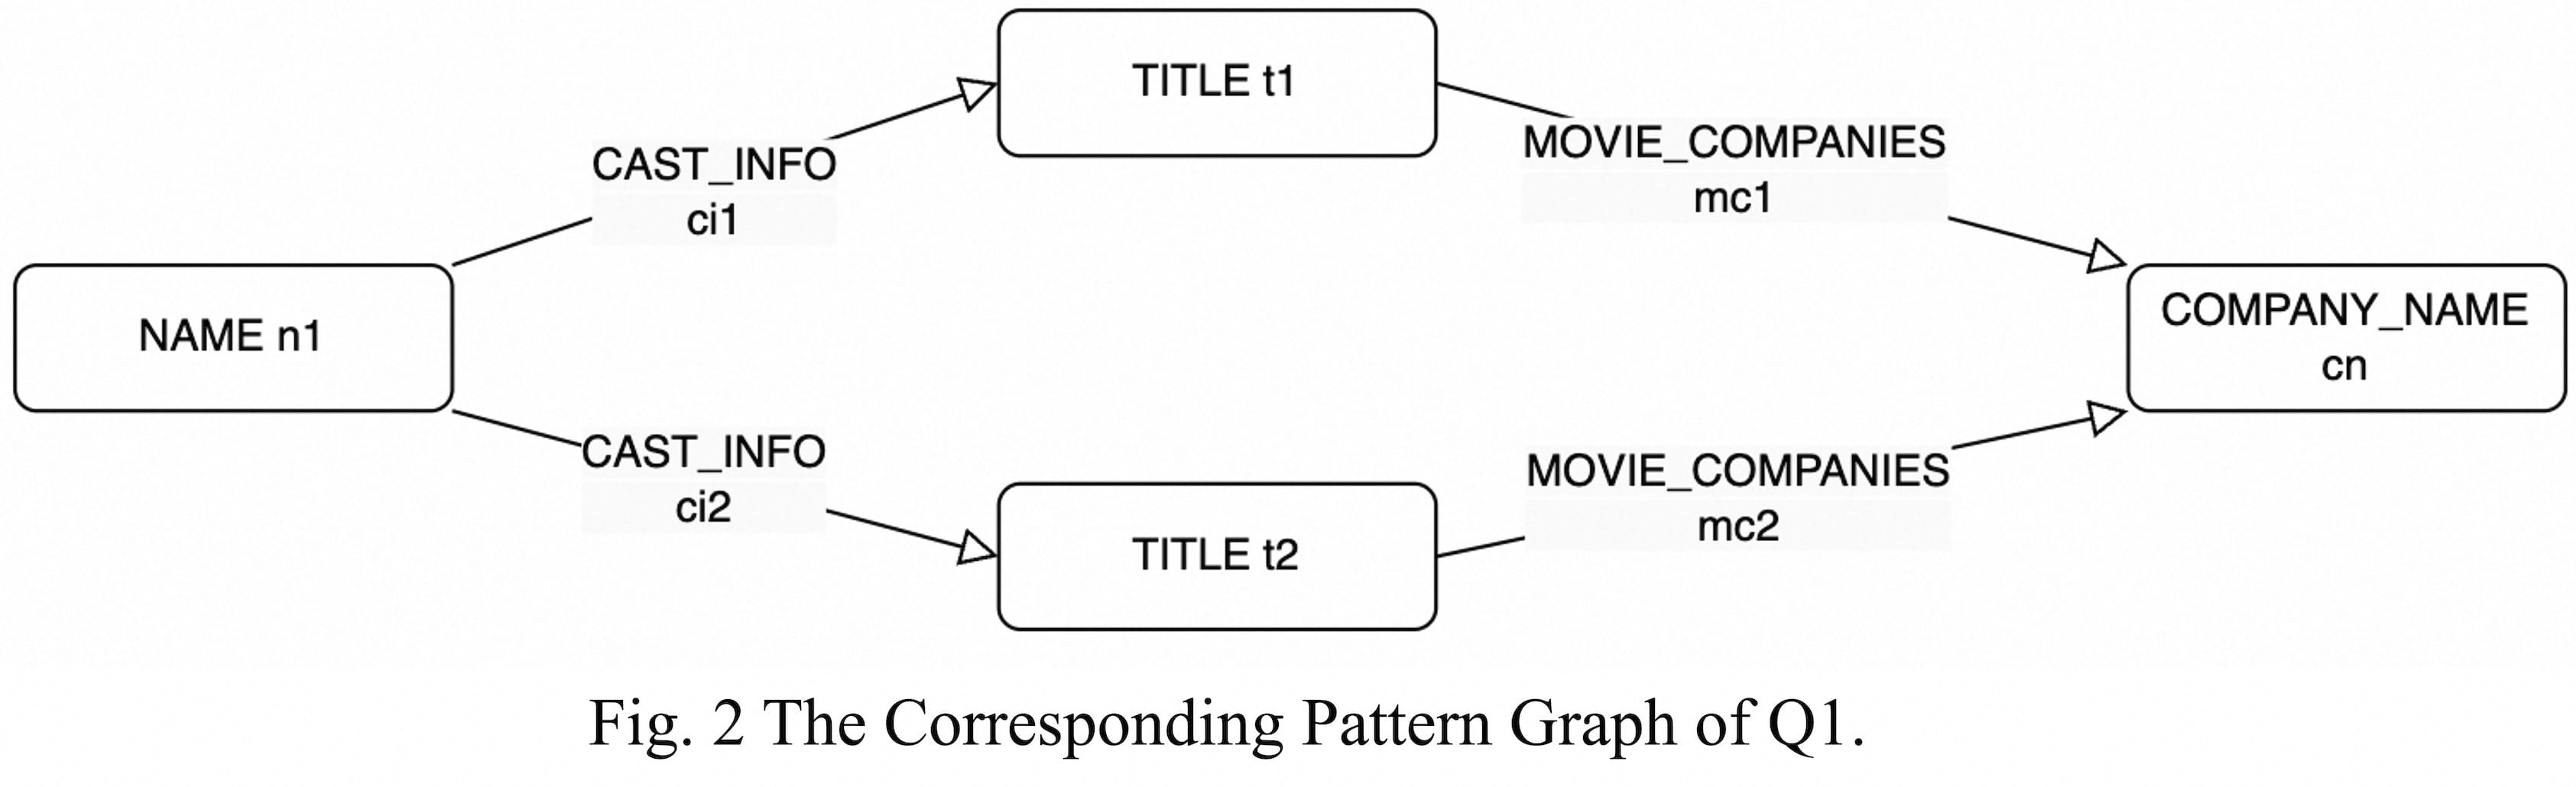 TITLE t1
MOVIE_COMPANIES
mc1
CAST_INFO
ci1
NAME n1
COMPANY_NAME
cn
CAST_INFO
ci2
MOVIE_COMPANIES
mc2
TITLE t2
Fig. 2 The Corresponding Pattern Graph of Q1.